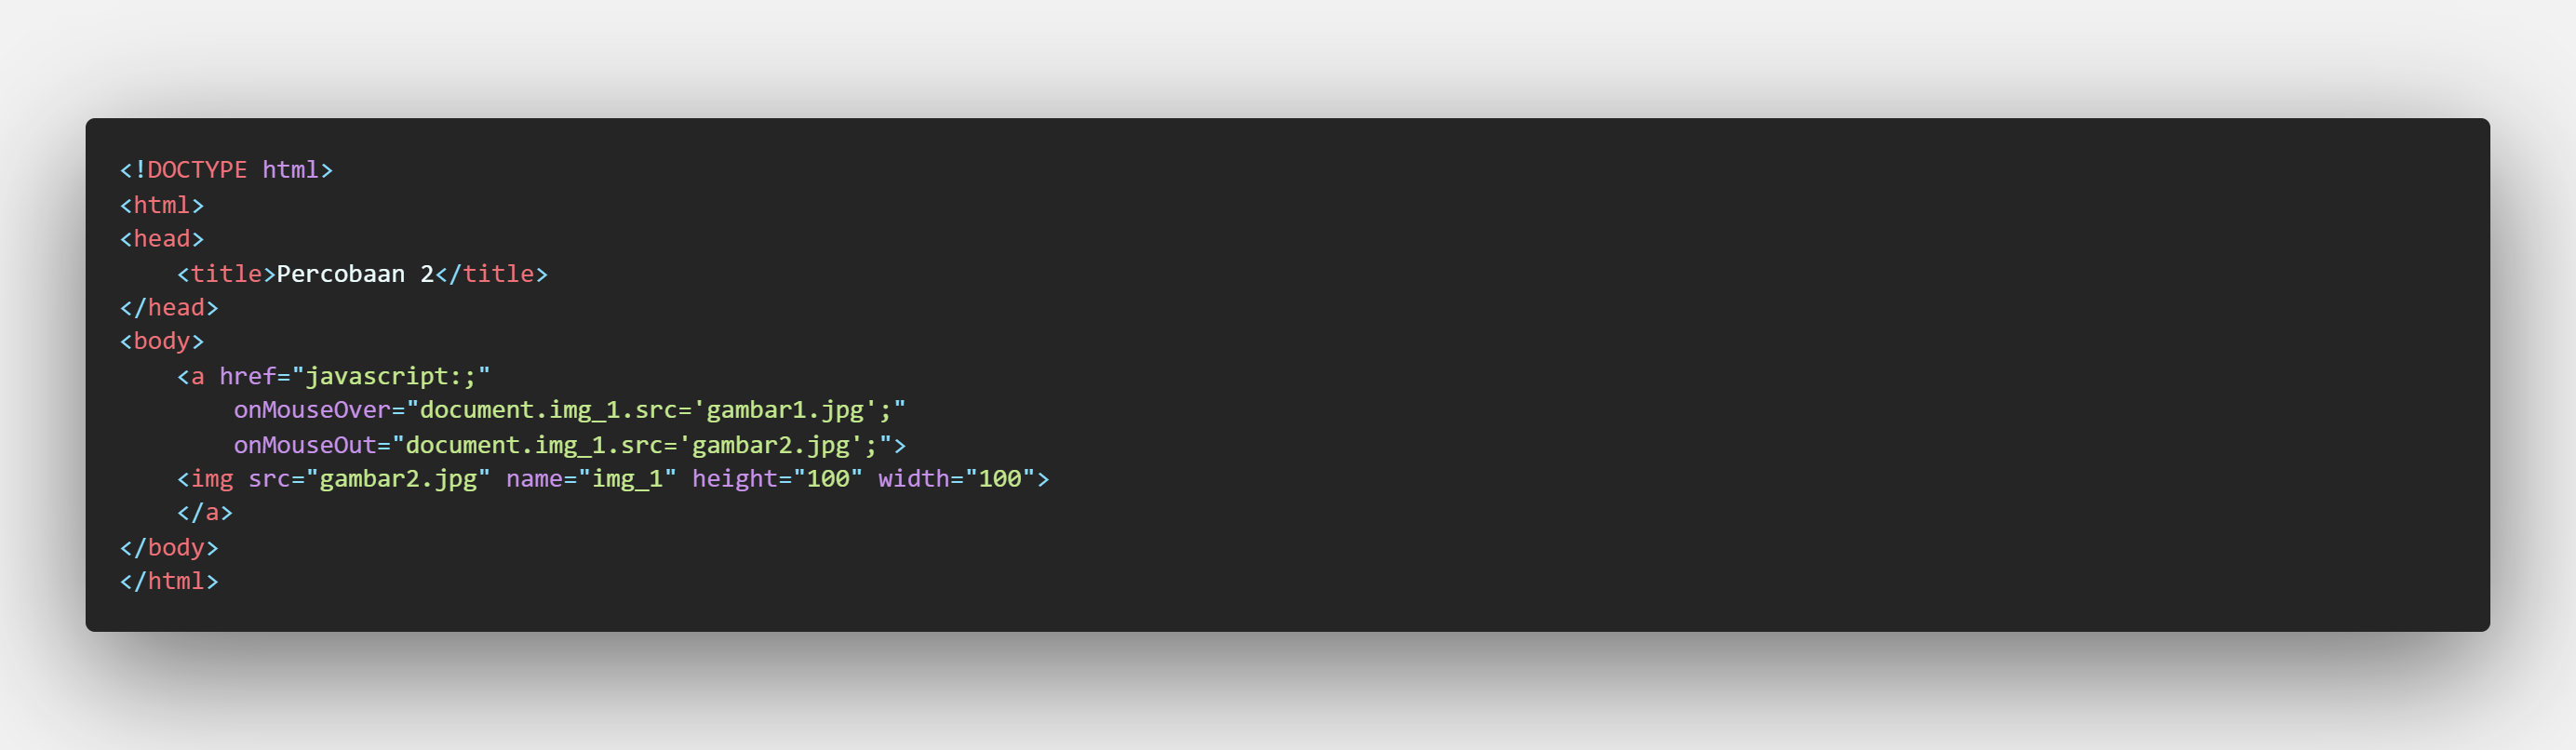 <!DOCTYPE html>
<html>
<head>
    <title>Percobaan 2</title>
</head>
<body>
    <a href="javascript:;"
        onMouseOver="document.img_1.src='gambar1.jpg';"
        onMouseOut="document.img_1.src='gambar2.jpg';">
    <img src="gambar2.jpg" name="img_1" height="100" width="100">
    </a>
</body>
</html>